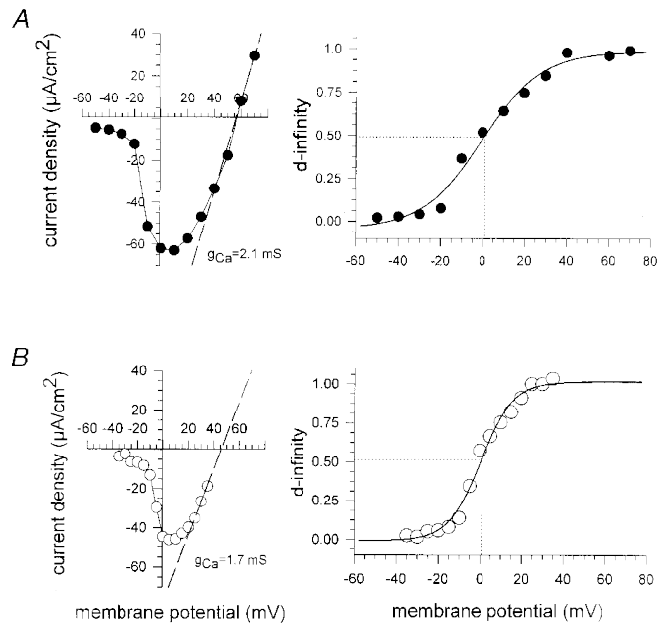 A
current density (µA/cm²)
40
20
-60 -40 -20 20 40 60 80
-20
-40
-60
gCa=2.1 mS
d-infinity
1.0
0.75
0.50
0.25
0.00
-60 -40 -20 0 20 40 60 80
B
current density (µA/cm²)
40
20
-60 -40 -20 20 40 60 80
-20
-40
-60
gCa=1.7 mS
membrane potential (mV)
d-infinity
1.00
0.75
0.50
0.25
0.00
-60 -40 -20 0 20 40 60 80
membrane potential (mV)